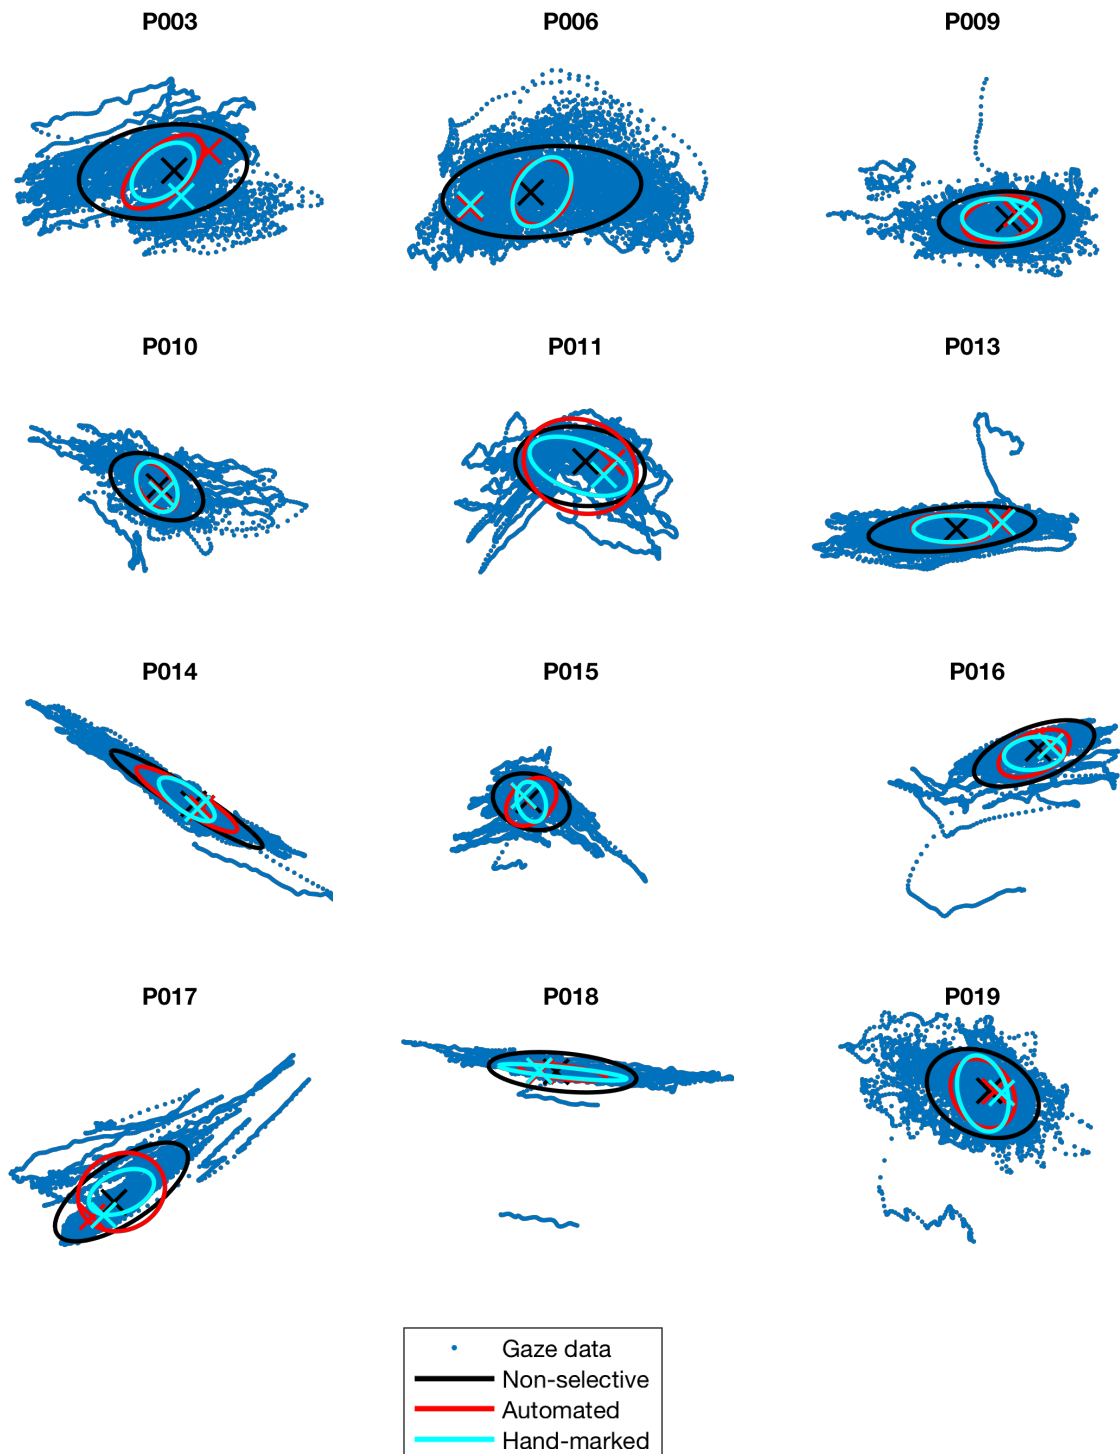 P003 P006 P009
P010 P011 P013
P014 P015 P016
P017 P018 P019
Gaze data
Non-selective
Automated
Hand-marked